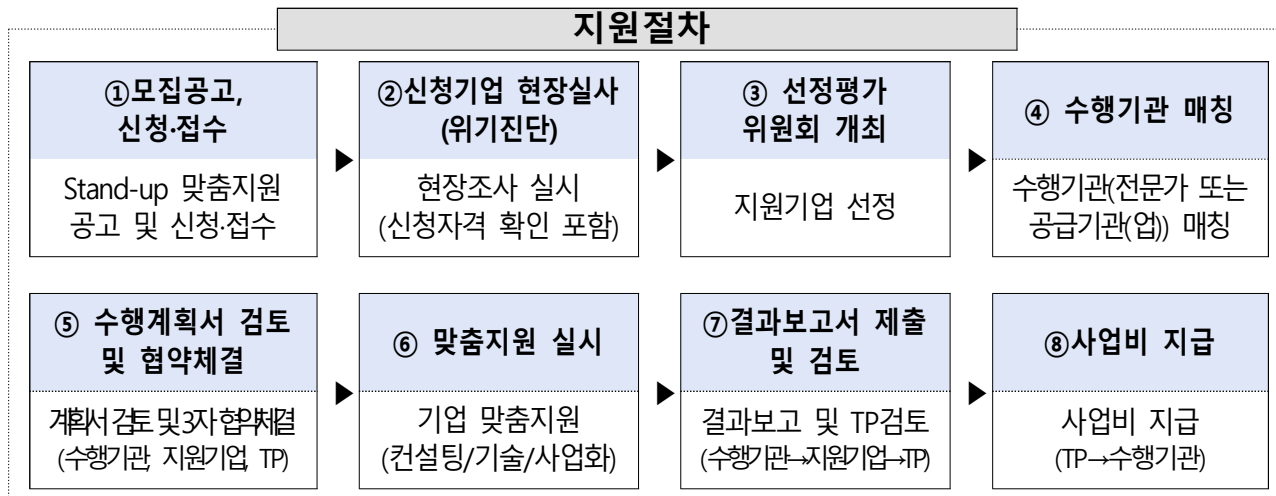 지원절차
①모집공고,
신청·접수
Stand-up 맞춤지원
공고 및 신청·접수
②신청기업 현장실사
(위기진단)
현장조사 실시
(신청자격 확인 포함)
③ 선정평가
위원회 개최
지원기업 선정
④ 수행기관 매칭
수행기관(전문가 또는
공급기관(업)) 매칭
⑤ 수행계획서 검토
및 협약체결
계획서 검토 및 3자 협약체결
(수행기관, 지원기업, TP)
⑥ 맞춤지원 실시
기업 맞춤지원
(컨설팅/기술/사업화)
⑦결과보고서 제출
및 검토
결과보고 및 TP검토
(수행기관→지원기업→TP)
⑧사업비 지급
사업비 지급
(TP→수행기관)